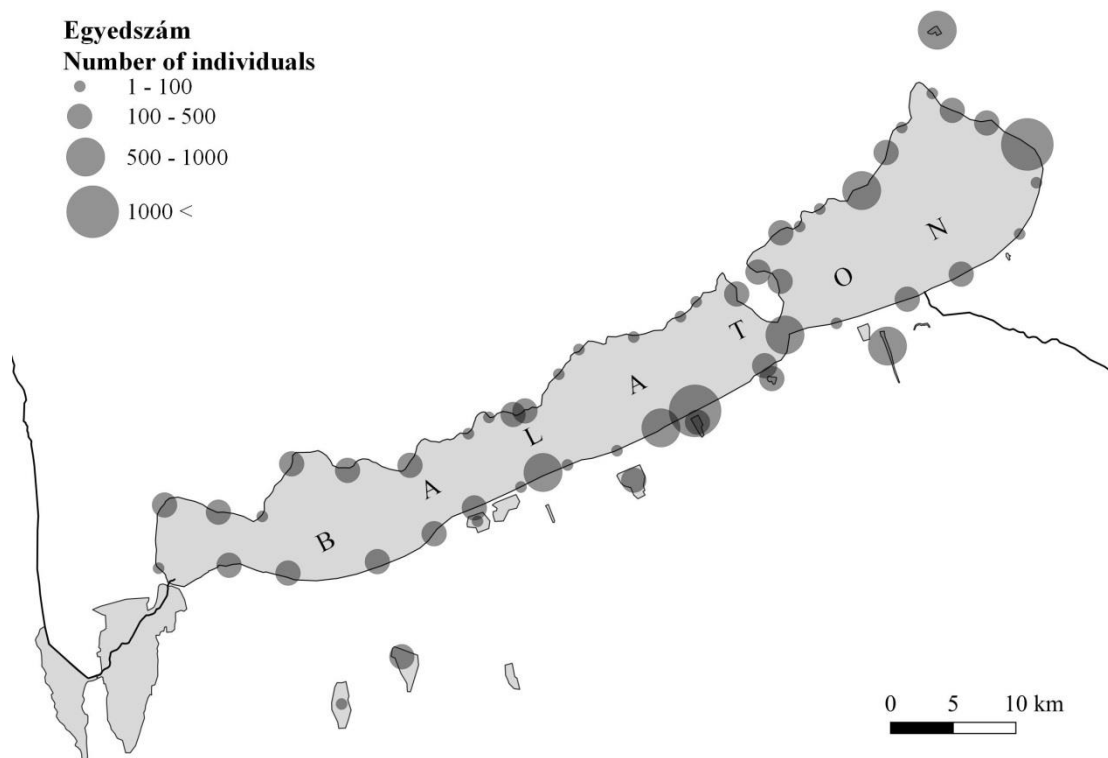 Egyedszám
Number of individuals
1 - 100
100 - 500
500 - 1000
1000 <
B A L A T O N
0 5 10 km